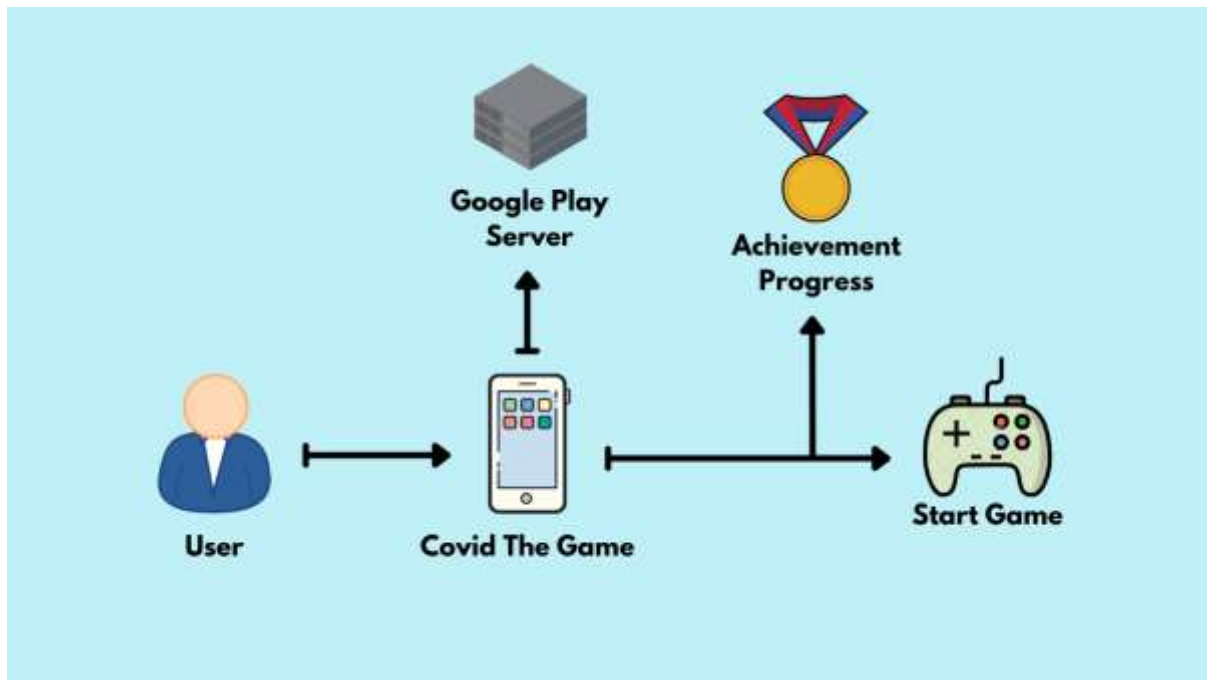 Google Play
Server
Achievement
Progress
User
Covid The Game
Start Game